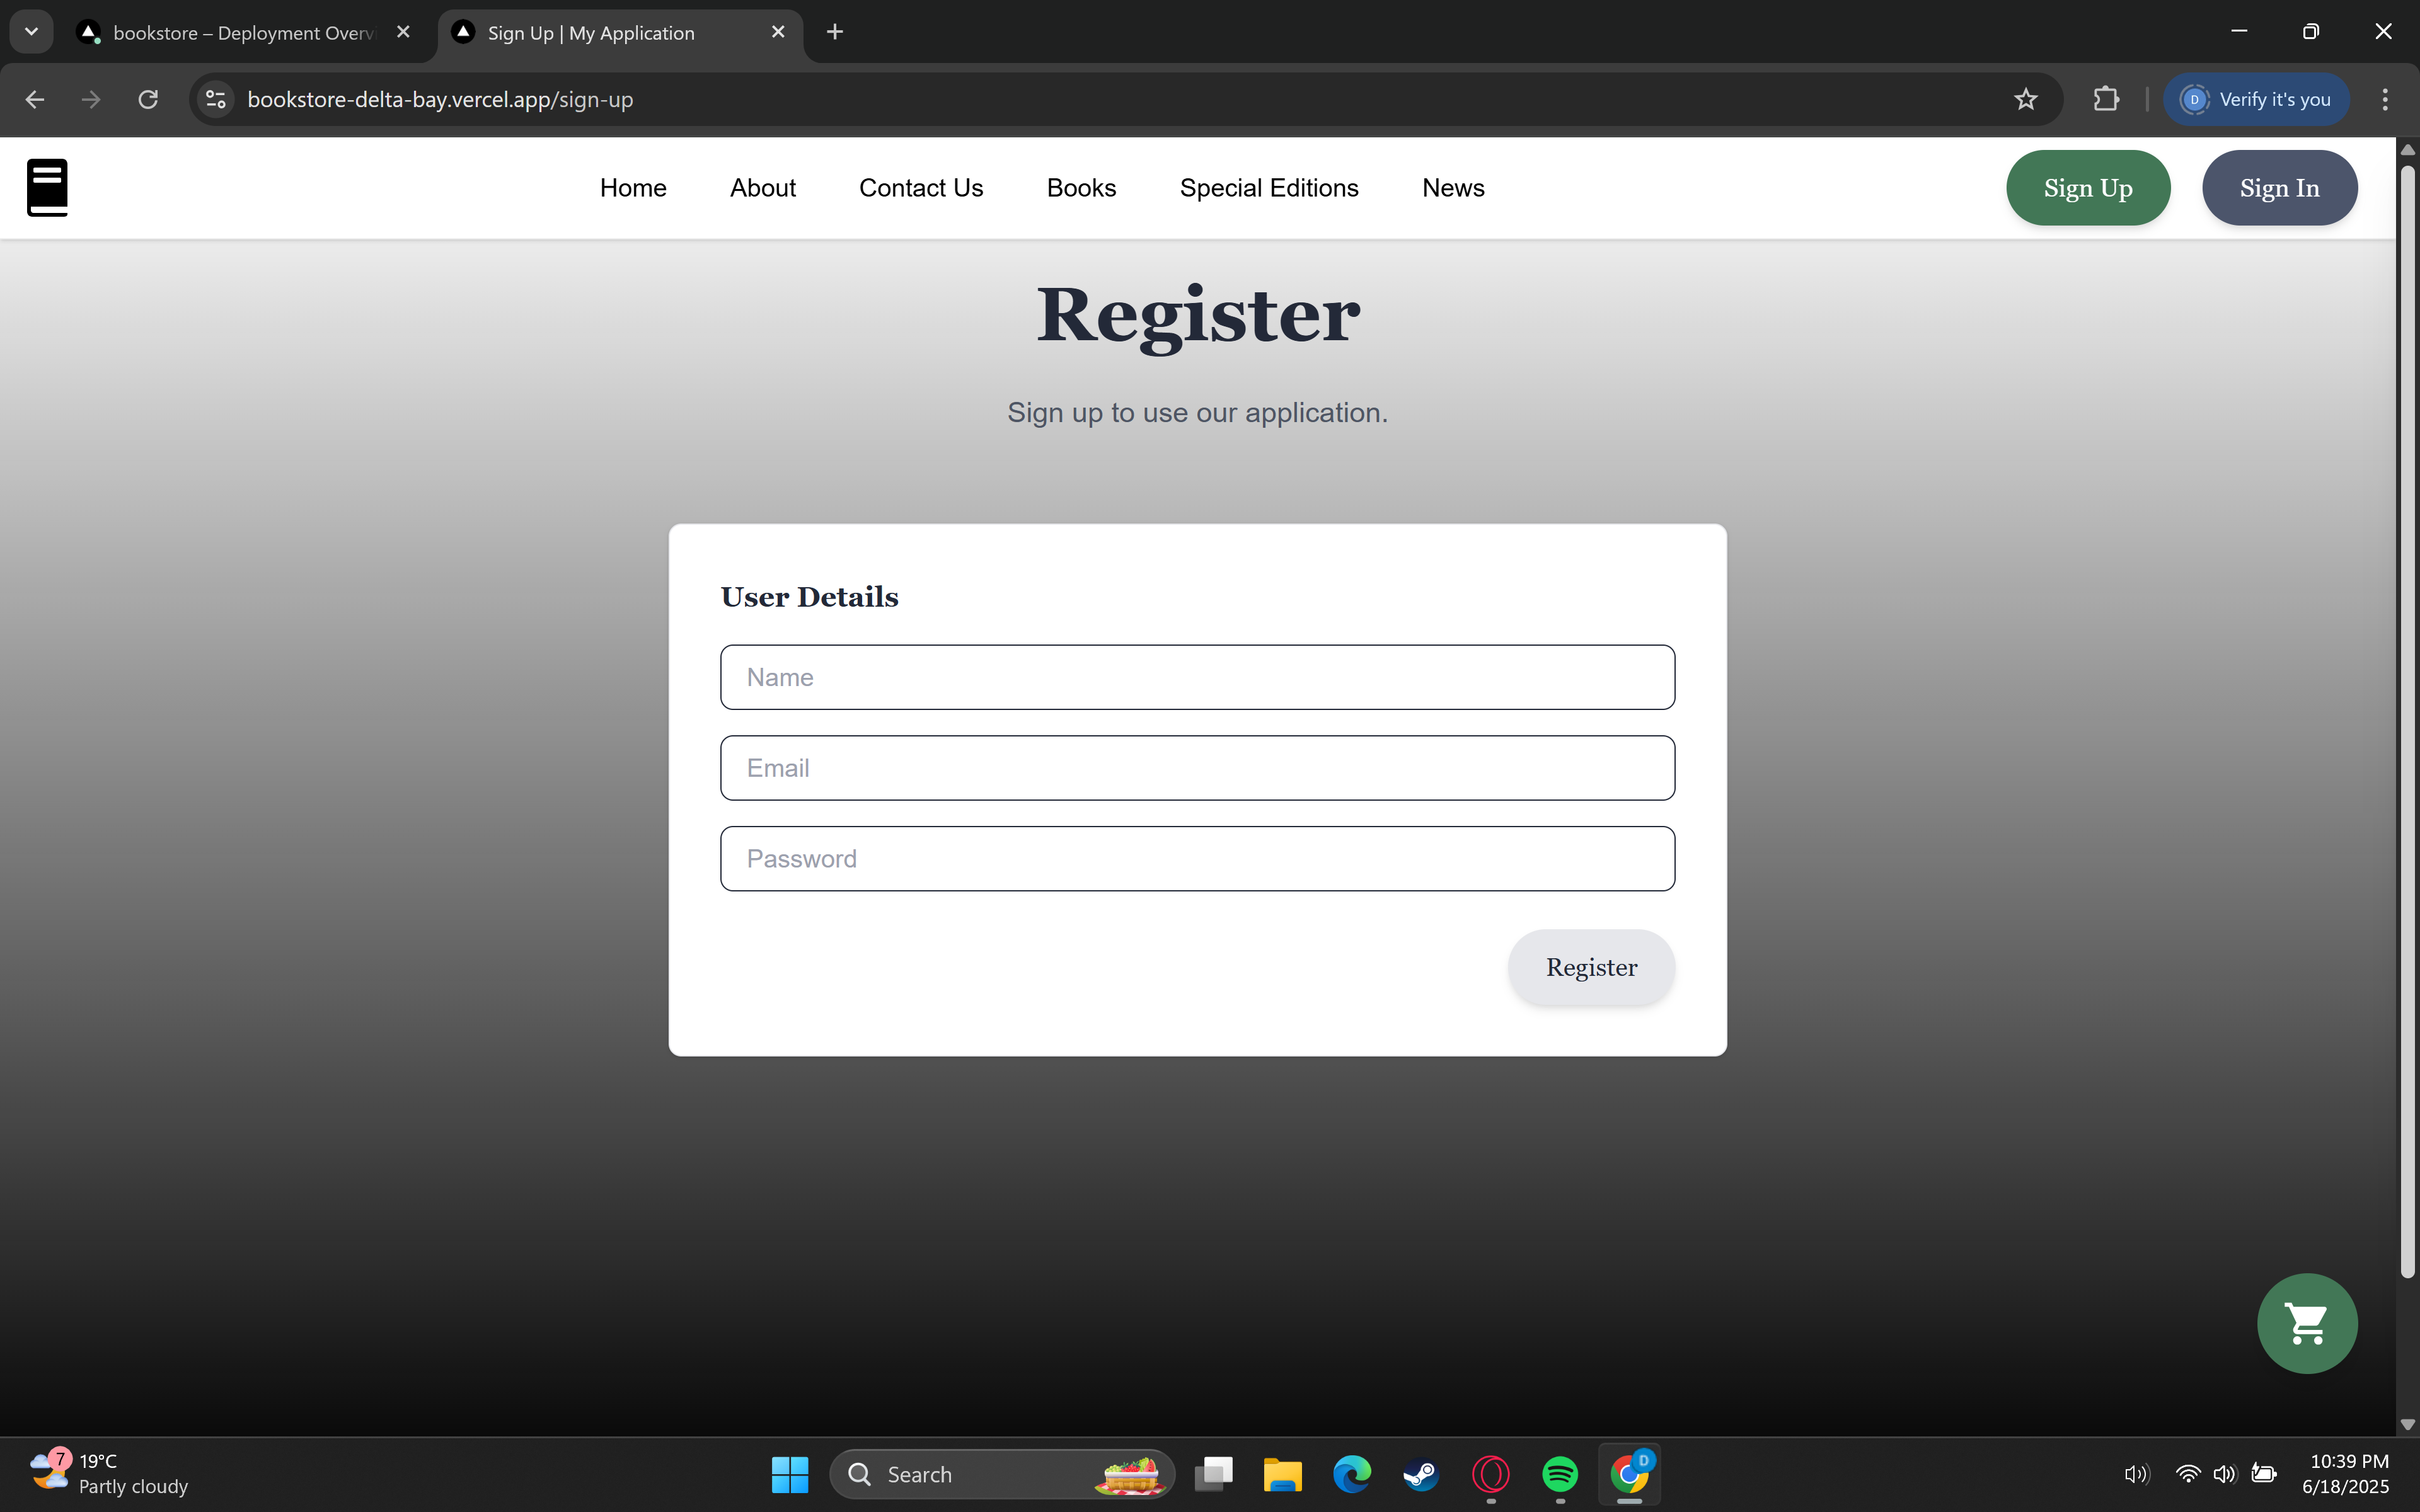 bookstore – Deployment Overv
Sign Up | My Application
bookstore-delta-bay.vercel.app/sign-up
D
Verify it's you
Home
About
Contact Us
Books
Special Editions
News
Sign Up
Sign In
Register
Sign up to use our application.
User Details
Name
Email
Password
Register
7
19°C
Partly cloudy
Search
D
10:39 PM
6/18/2025